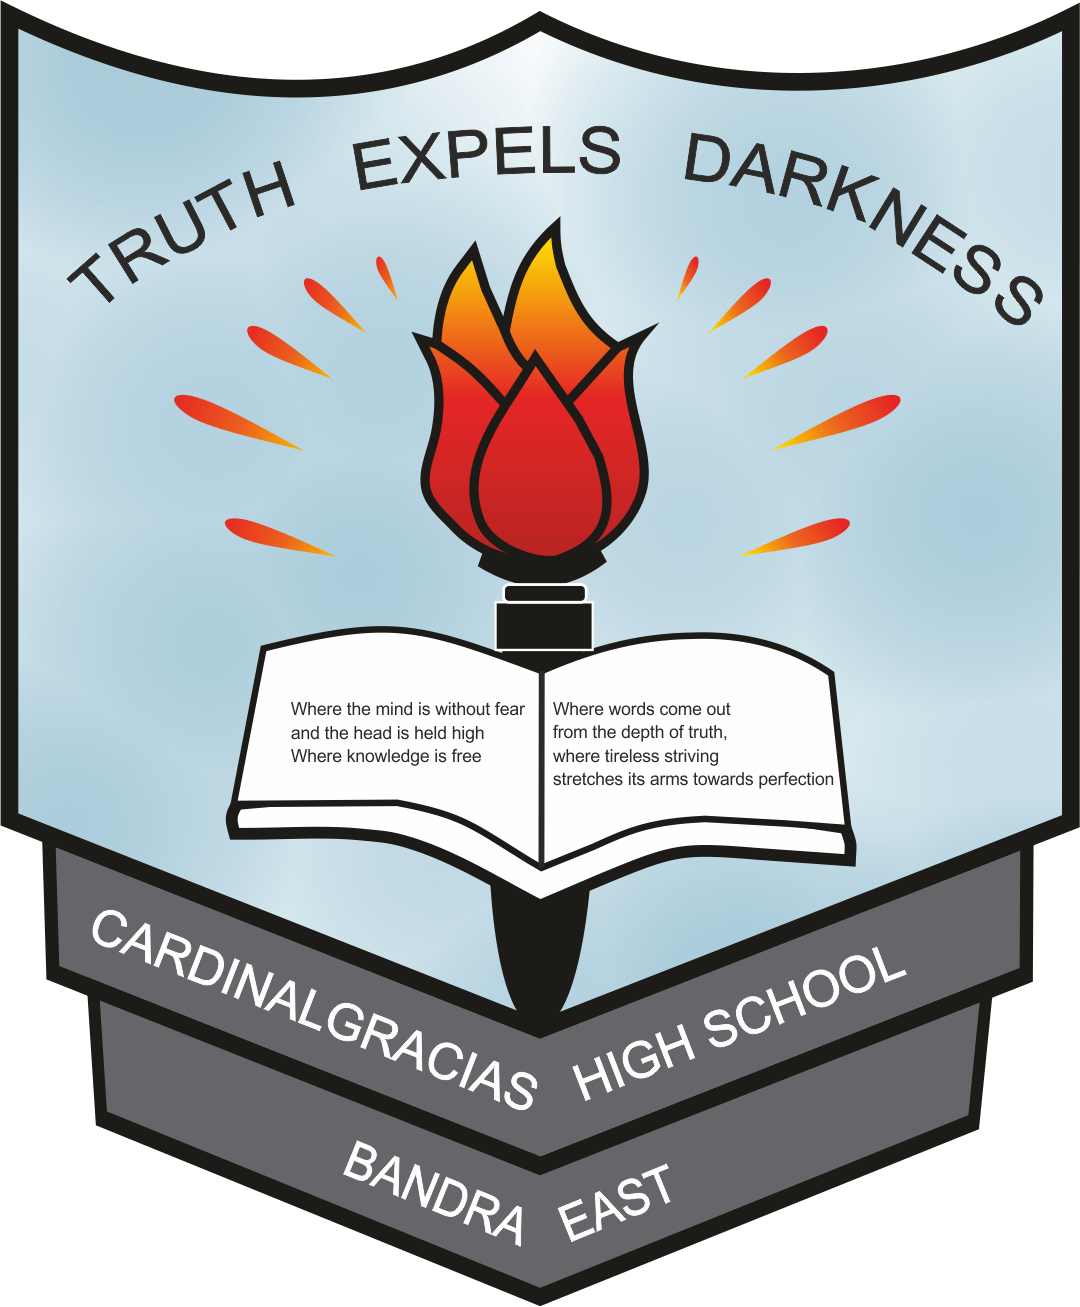 TRUTH EXPELS DARKNESS
Where the mind is without fear
and the head is held high
Where knowledge is free
Where words come out
from the depth of truth,
where tireless striving
stretches its arms towards perfection
CARDINALGRACIAS HIGH SCHOOL
BANDRA EAST